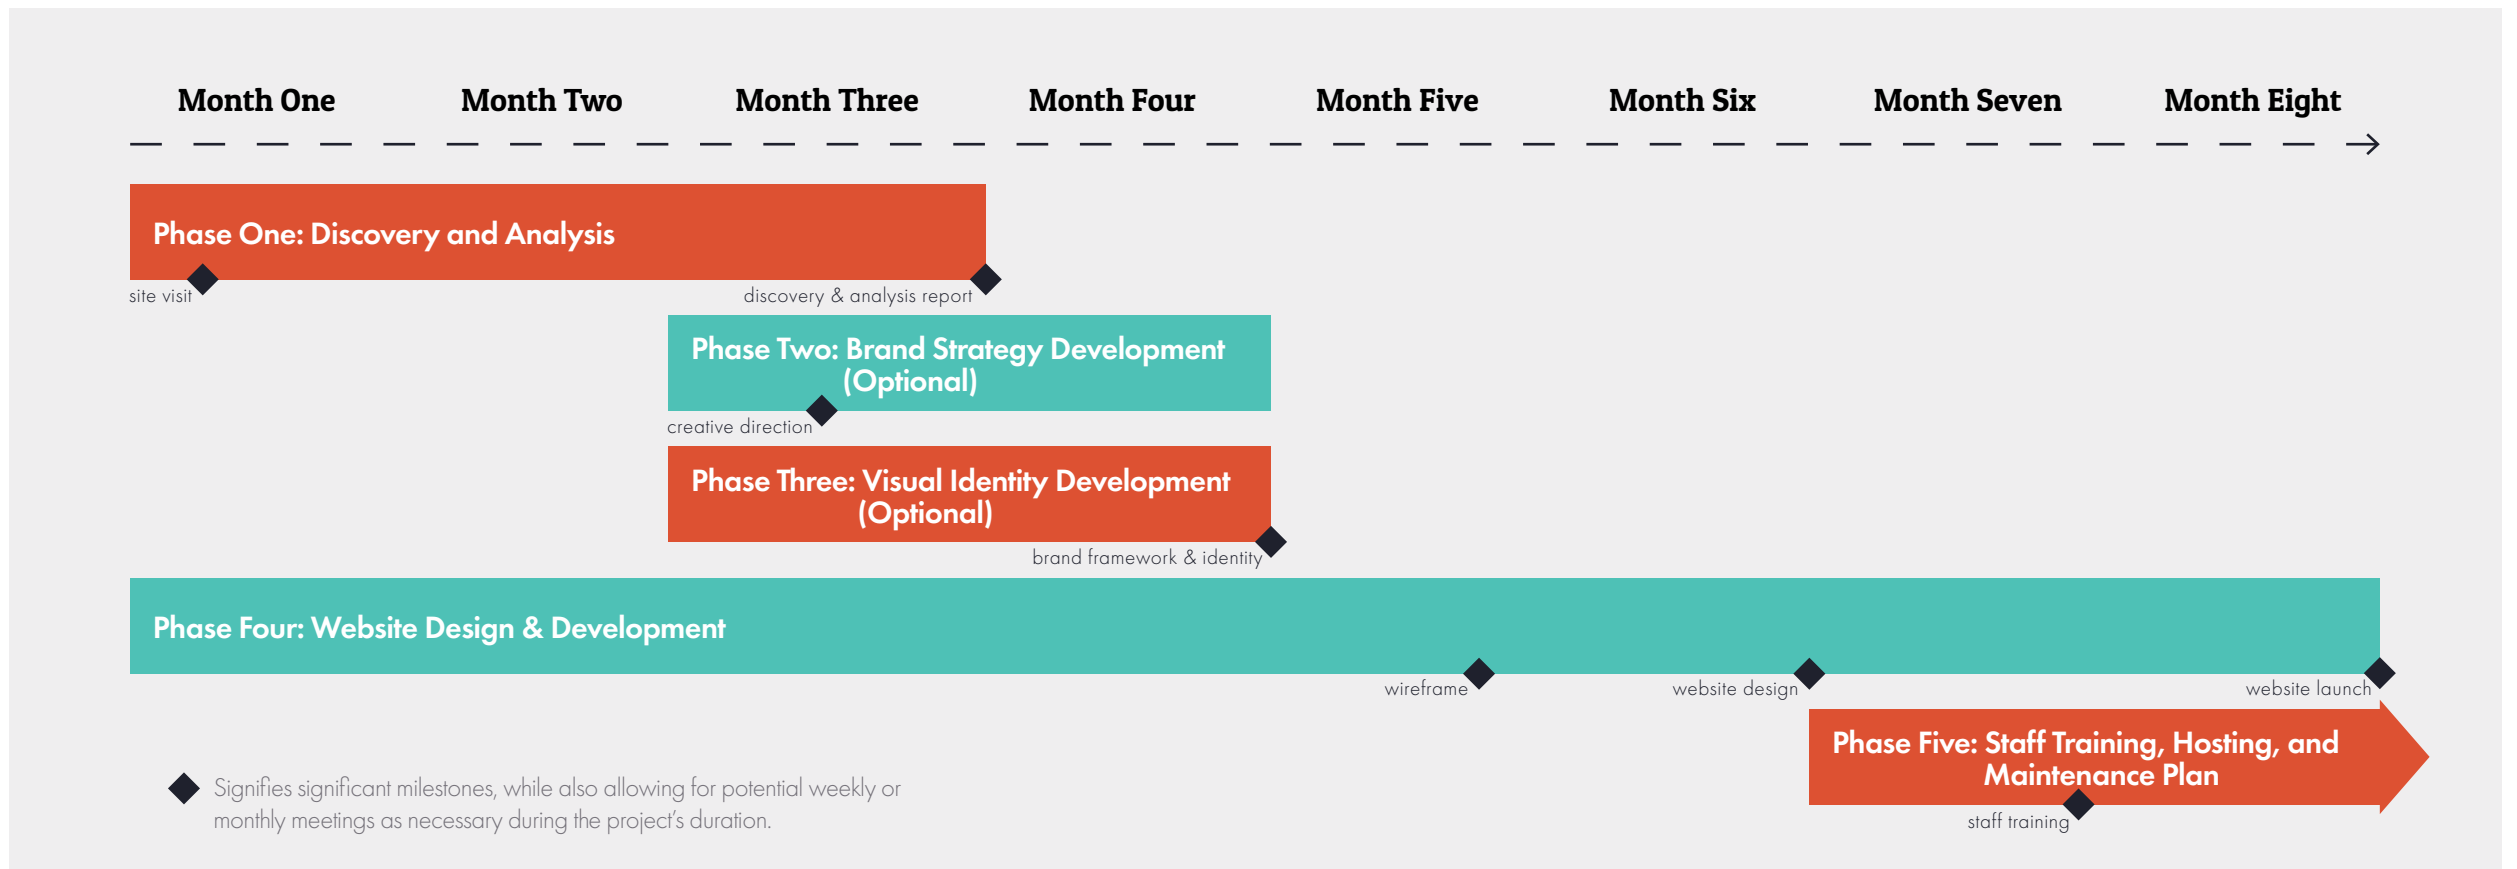 Month One Month Two Month Three Month Four Month Five Month Six Month Seven Month Eight
Phase One: Discovery and Analysis
site visit
discovery & analysis report
Phase Two: Brand Strategy Development
(Optional)
creative direction
Phase Three: Visual Identity Development
(Optional)
brand framework & identity
Phase Four: Website Design & Development
wireframe
website design
website launch
Phase Five: Staff Training, Hosting, and
Maintenance Plan
staff training
Signifies significant milestones, while also allowing for potential weekly or
monthly meetings as necessary during the project’s duration.